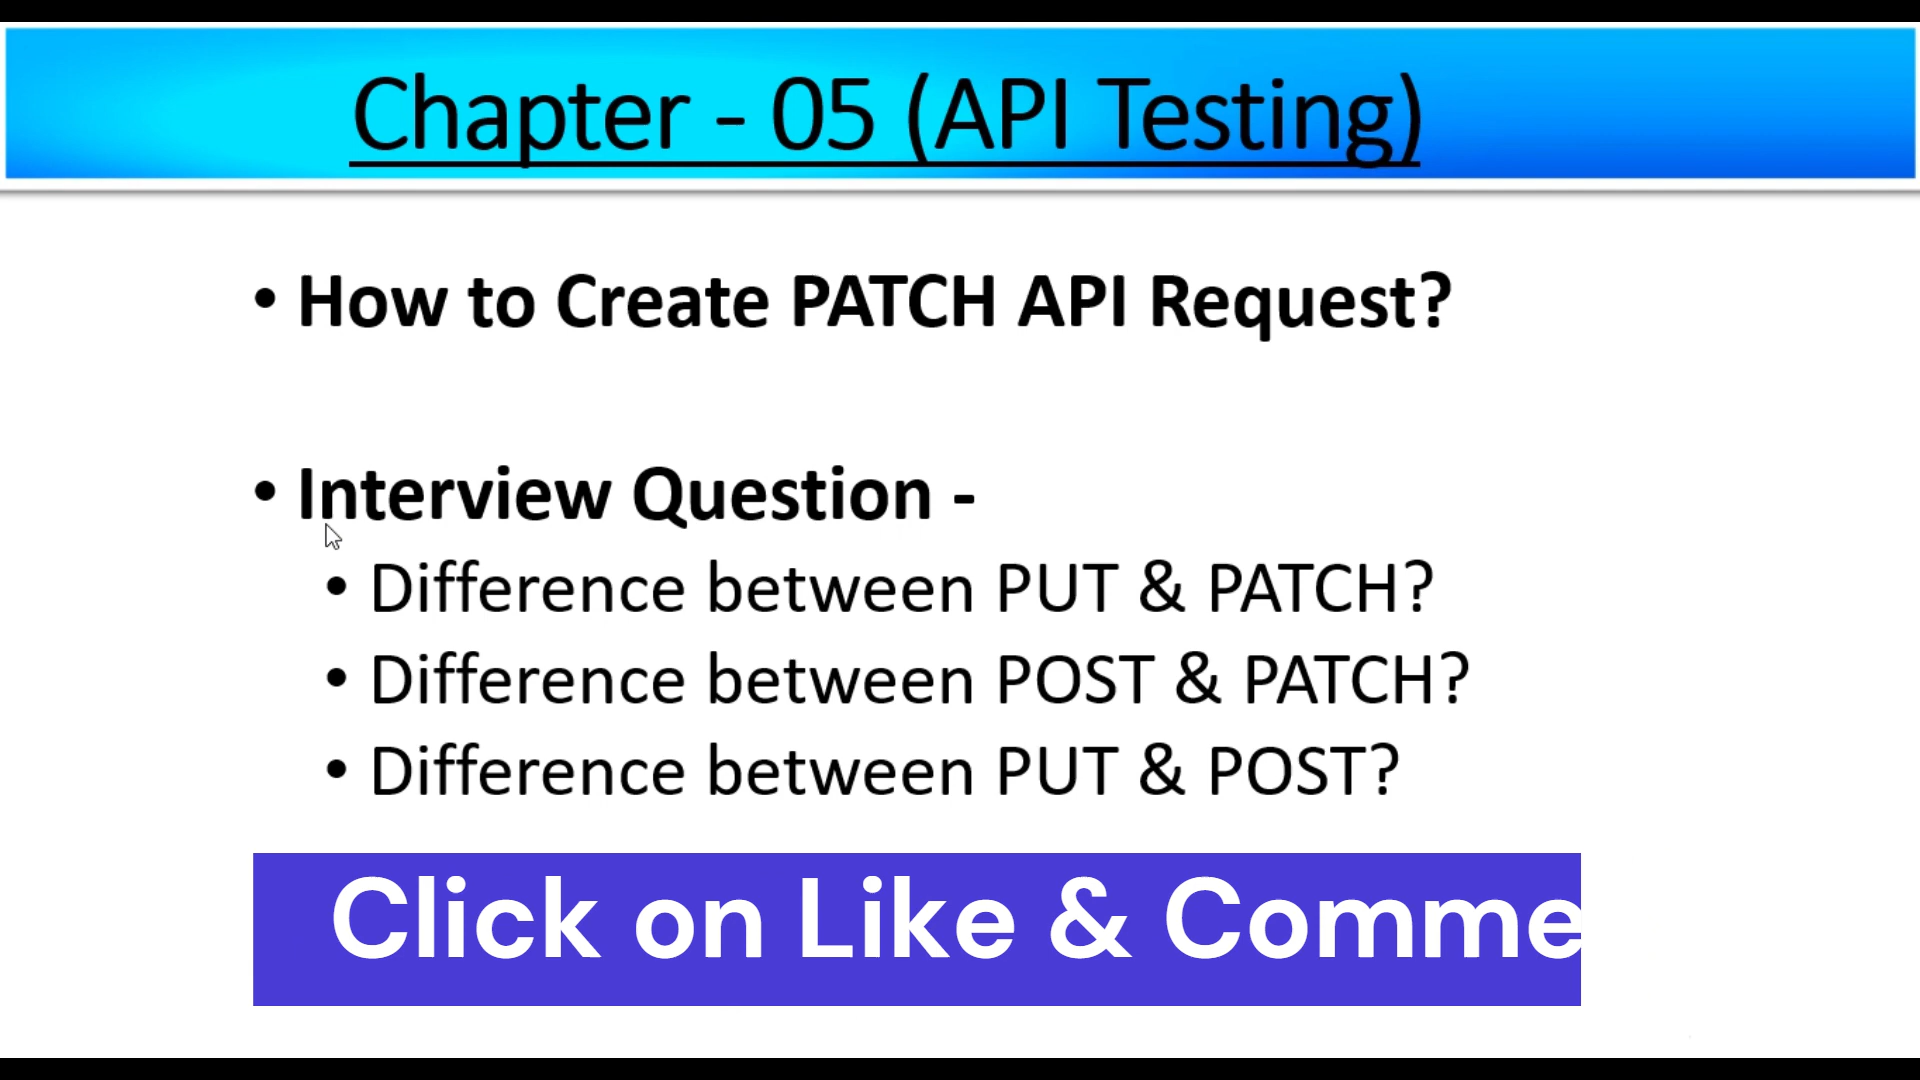 Chapter - 05 (API Testing)
• How to Create PATCH API Request?
• Interview Question -
• Difference between PUT & PATCH?
• Difference between POST & PATCH?
• Difference between PUT & POST?
Click on Like & Comme